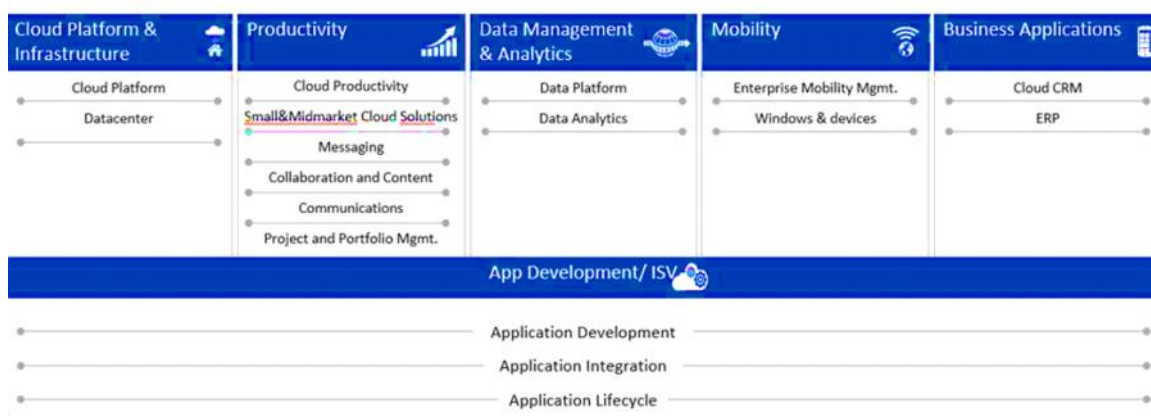 Cloud Platform &
Infrastructure
Cloud Platform
Datacenter
Productivity
Cloud Productivity
Small&Midmarket Cloud Solutions
Messaging
Collaboration and Content
Communications
Project and Portfolio Mgmt.
Data Management
& Analytics
Data Platform
Data Analytics
Mobility
Enterprise Mobility Mgmt.
Windows & devices
Business Applications
Cloud CRM
ERP
App Development/ ISV
Application Development
Application Integration
Application Lifecycle